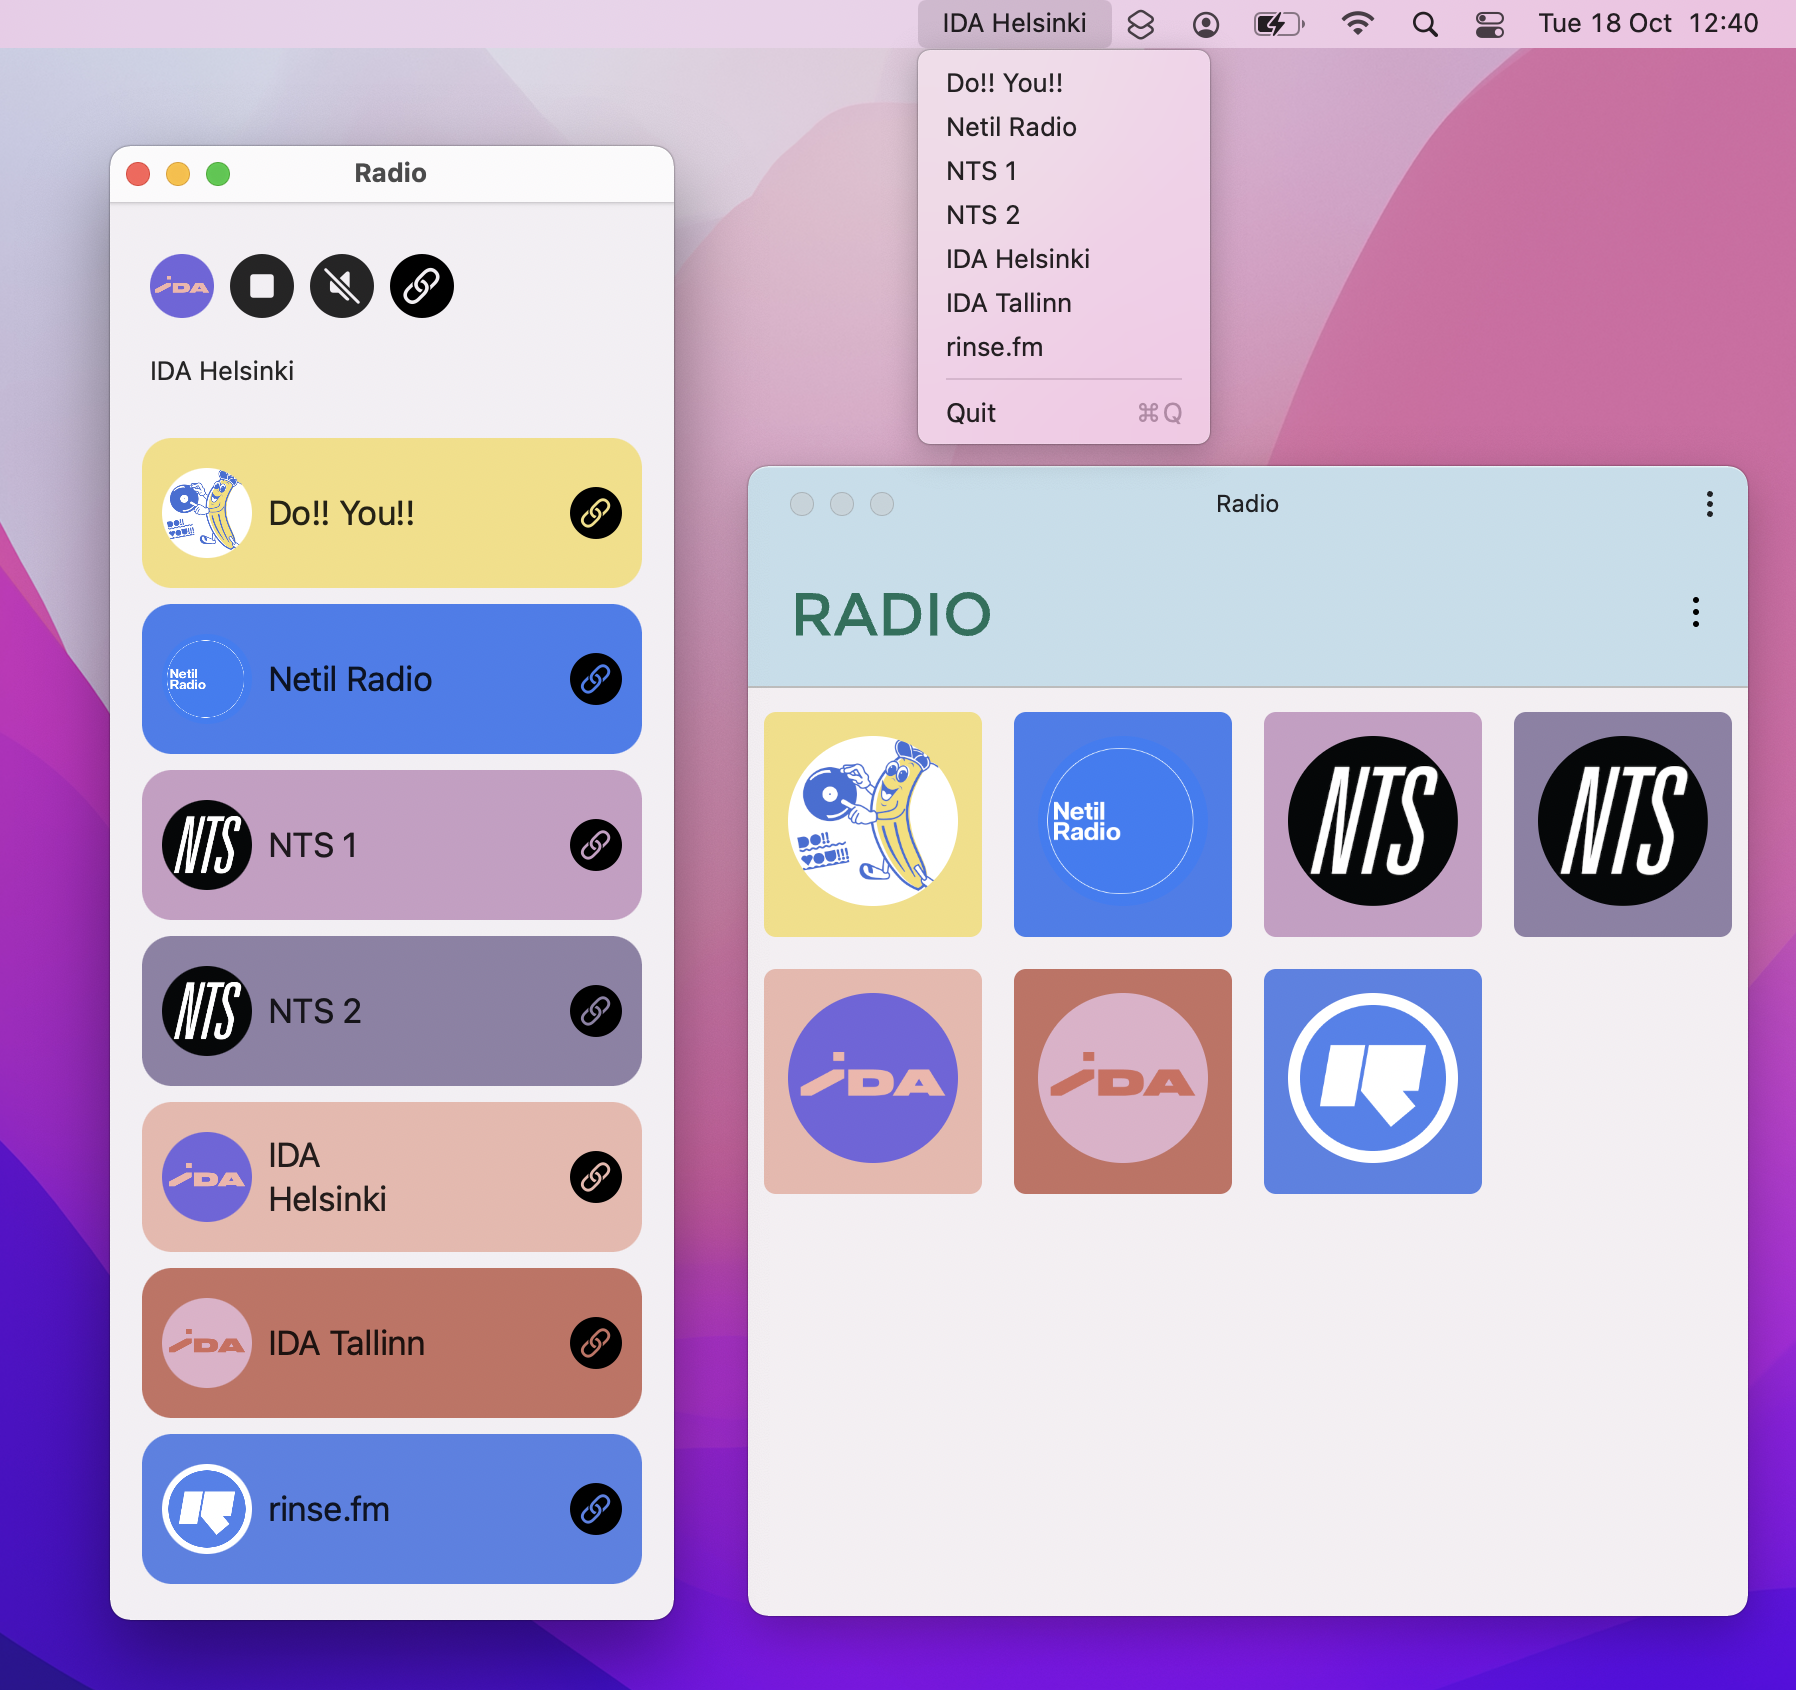 IDA Helsinki
Tue 18 Oct 12:40
Do!! You!!
Netil Radio
NTS 1
NTS 2
IDA Helsinki
IDA Tallinn
rinse.fm
Quit ⌘Q
Radio
iDA
IDA Helsinki
DO!!
YOU!!!
Do!! You!!
Netil
Radio
Netil Radio
NTS
NTS 1
NTS
NTS 2
iDA
IDA
Helsinki
iDA
IDA Tallinn
R
rinse.fm
Radio
RADIO
DO!!
YOU!!!
Netil
Radio
NTS
NTS
iDA
iDA
R